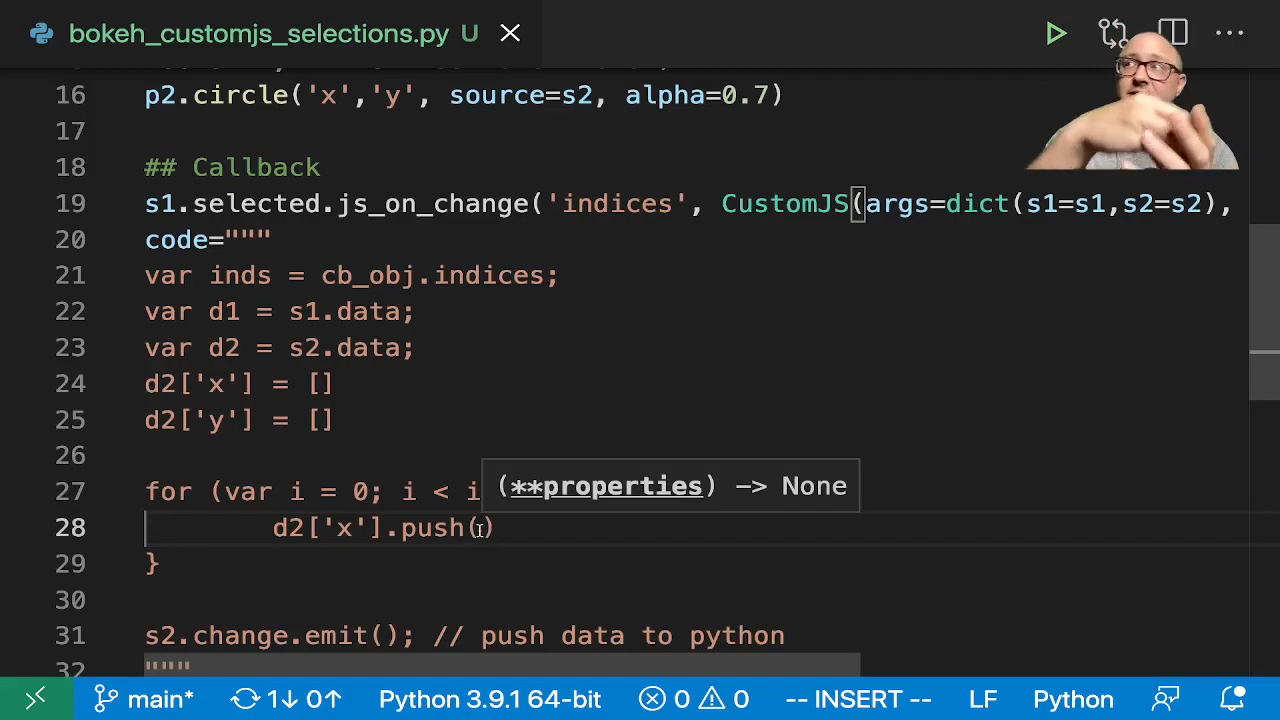 bokeh_customjs_selections.py U
16 p2.circle('x','y', source=s2, alpha=0.7)
17
18 ## Callback
19 s1.selected.js_on_change('indices', CustomJS(args=dict(s1=s1,s2=s2),
20 code="""
21 var inds = cb_obj.indices;
22 var d1 = s1.data;
23 var d2 = s2.data;
24 d2['x'] = []
25 d2['y'] = []
26
27 for (var i = 0; i < i
(**properties) —> None
28 d2['x'].push()
29 }
30
31 s2.change.emit(); // push data to python
32 """
main* 1↓ 0↑ Python 3.9.1 64-bit 0 0 -- INSERT -- LF Python